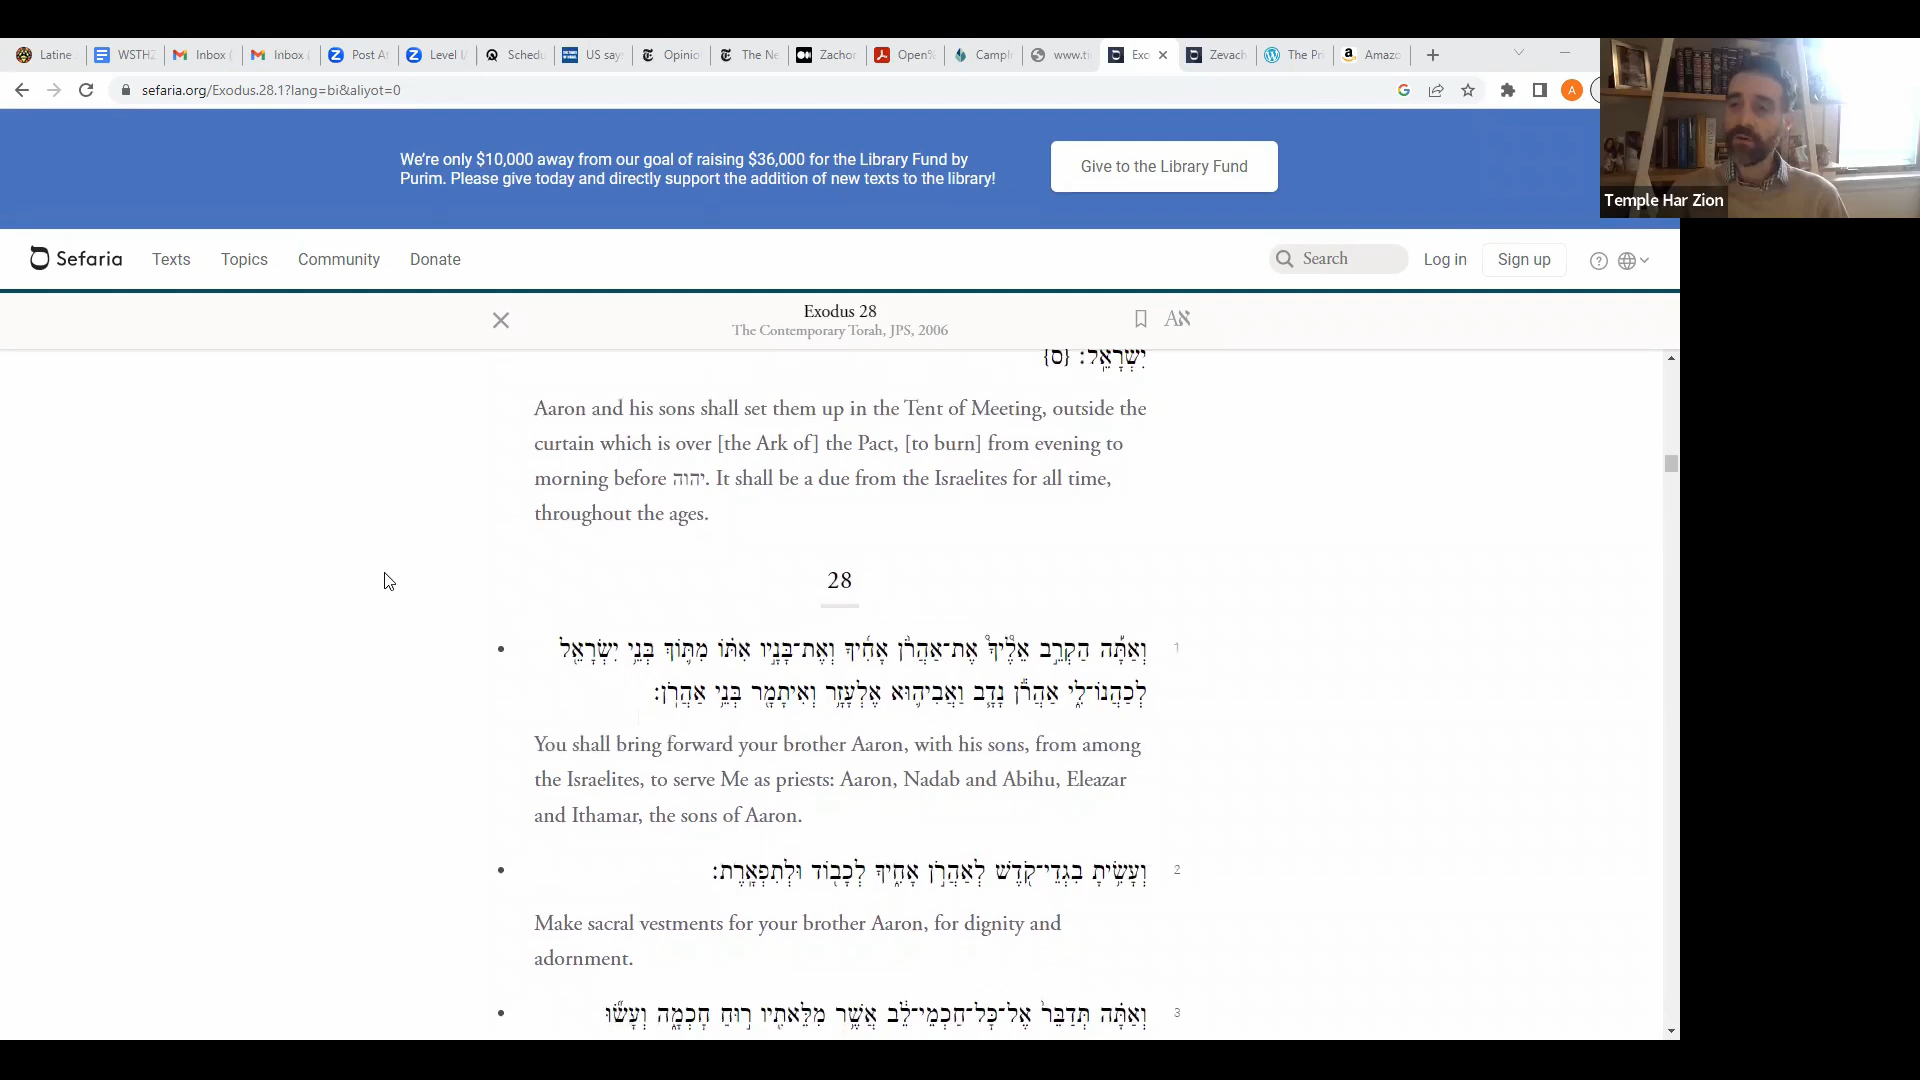 Latine
WSTHZ
Inbox (
Inbox (
Post A
Level I
Schedu
US say
Opinio
The Ne
Zachor
Open%
Campli
www.ti
Exo
Zevach
The Pri
Amazo
sefaria.org/Exodus.28.1?lang=bi&aliyot=0
A
We're only $10,000 away from our goal of raising $36,000 for the Library Fund by
Purim. Please give today and directly support the addition of new texts to the library!
Give to the Library Fund
Temple Har Zion
Sefaria
Texts
Topics
Community
Donate
Search
Log in
Sign up
Exodus 28
The Contemporary Torah, JPS, 2006
יִשְׂרָאֵֽל׃ {ס}
Aaron and his sons shall set them up in the Tent of Meeting, outside the
curtain which is over [the Ark of] the Pact, [to burn] from evening to
morning before יהוה. It shall be a due from the Israelites for all time,
throughout the ages.
28
1
וְאַתָּ֡ה הַקְרֵ֣ב אֵלֶ֩יךָ֩ אֶת־אַהֲרֹ֨ן אָחִ֜יךָ וְאֶת־בָּנָ֣יו אִתּ֗וֹ מִתּ֛וֹךְ בְּנֵ֥י יִשְׂרָאֵ֖ל
לְכַהֲנוֹ־לִ֑י אַהֲרֹ֕ן נָדָ֧ב וַאֲבִיה֛וּא אֶלְעָזָ֥ר וְאִיתָמָ֖ר בְּנֵ֥י אַהֲרֹֽן׃
You shall bring forward your brother Aaron, with his sons, from among
the Israelites, to serve Me as priests: Aaron, Nadab and Abihu, Eleazar
and Ithamar, the sons of Aaron.
2
וְעָשִׂ֥יתָ בִגְדֵי־קֹ֖דֶשׁ לְאַהֲרֹ֣ן אָחִ֑יךָ לְכָב֖וֹד וּלְתִפְאָֽרֶת׃
Make sacral vestments for your brother Aaron, for dignity and
adornment.
3
וְאַתָּ֗ה תְּדַבֵּר֙ אֶל־כׇּל־חַכְמֵי־לֵ֔ב אֲשֶׁ֥ר מִלֵּאתִ֖יו ר֣וּחַ חׇכְמָ֑ה וְעָשׂ֞וּ